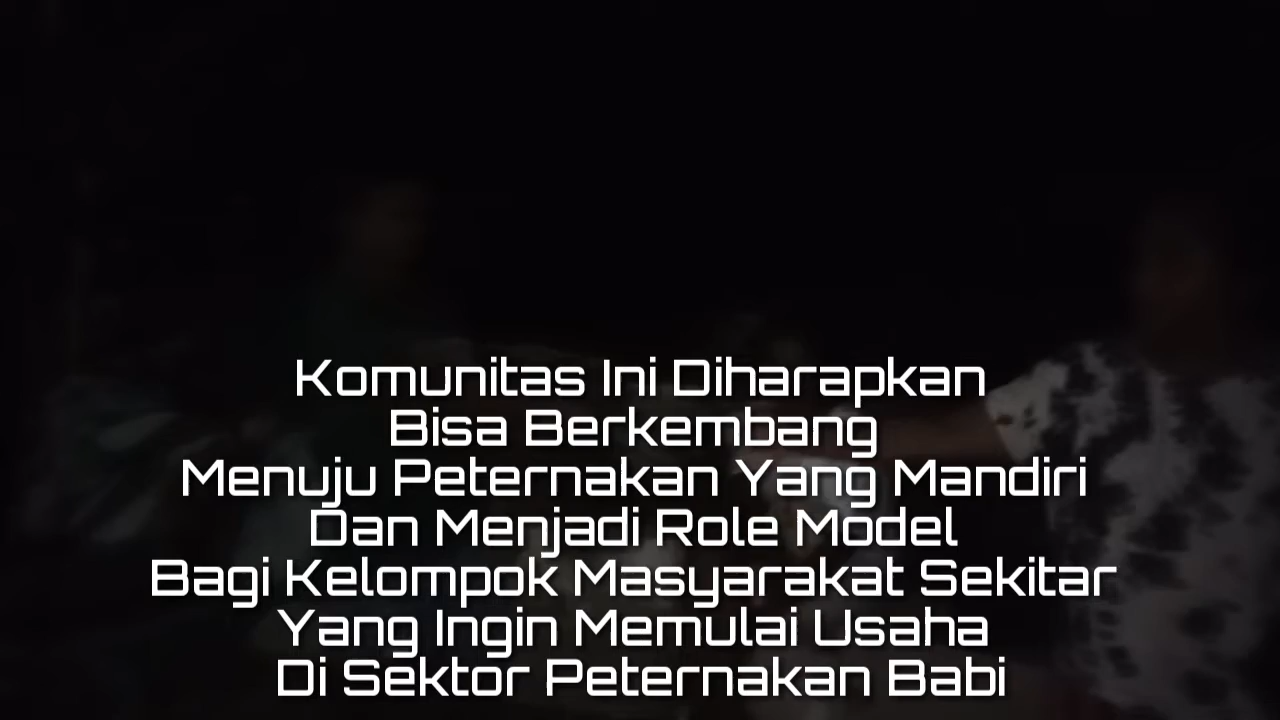 Komunitas Ini Diharapkan
Bisa Berkembang
Menuju Peternakan Yang Mandiri
Dan Menjadi Role Model
Bagi Kelompok Masyarakat Sekitar
Yang Ingin Memulai Usaha
Di Sektor Peternakan Babi